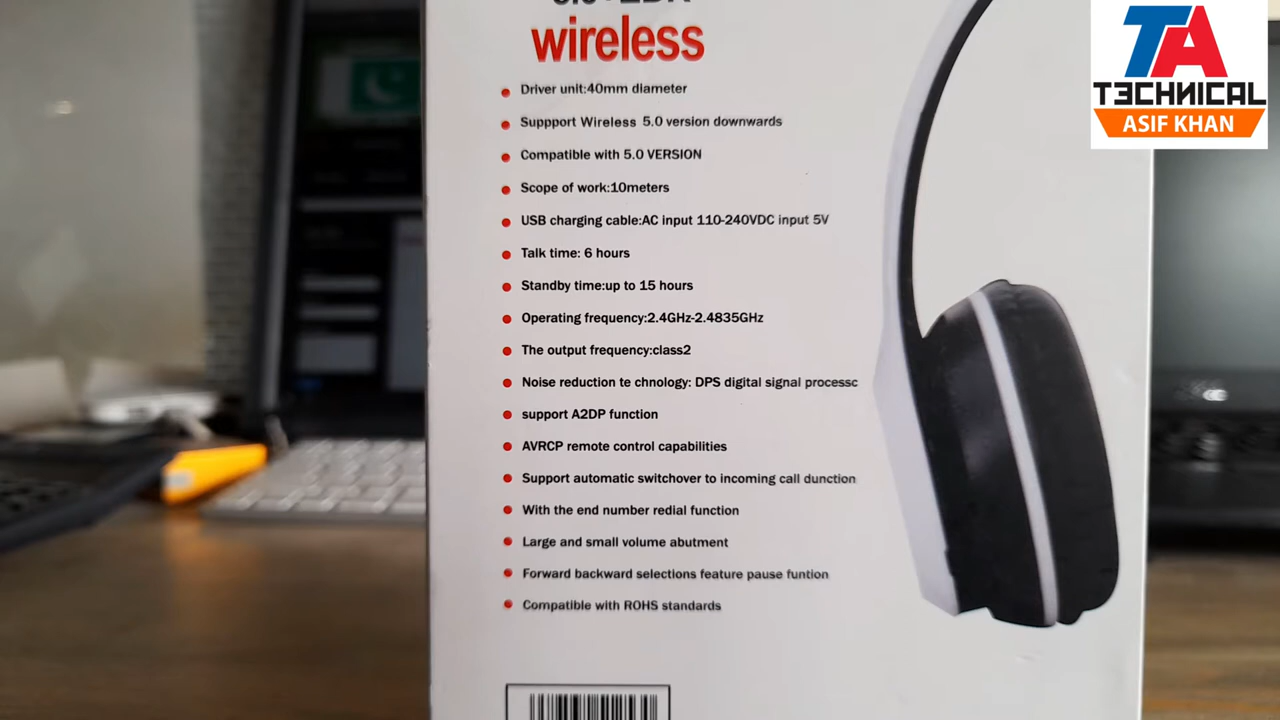 wireless
Driver unit:40mm diameter
Suppport Wireless 5.0 version downwards
Compatible with 5.0 VERSION
Scope of work:10meters
USB charging cable:AC input 110-240VDC input 5V
Talk time: 6 hours
Standby time:up to 15 hours
Operating frequency:2.4GHz-2.4835GHz
The output frequency:class2
Noise reduction te chnology: DPS digital signal processc
support A2DP function
AVRCP remote control capabilities
Support automatic switchover to incoming call dunction
With the end number redial function
Large and small volume abutment
Forward backward selections feature pause funtion
Compatible with ROHS standards
TA
TECHNICAL
ASIF KHAN